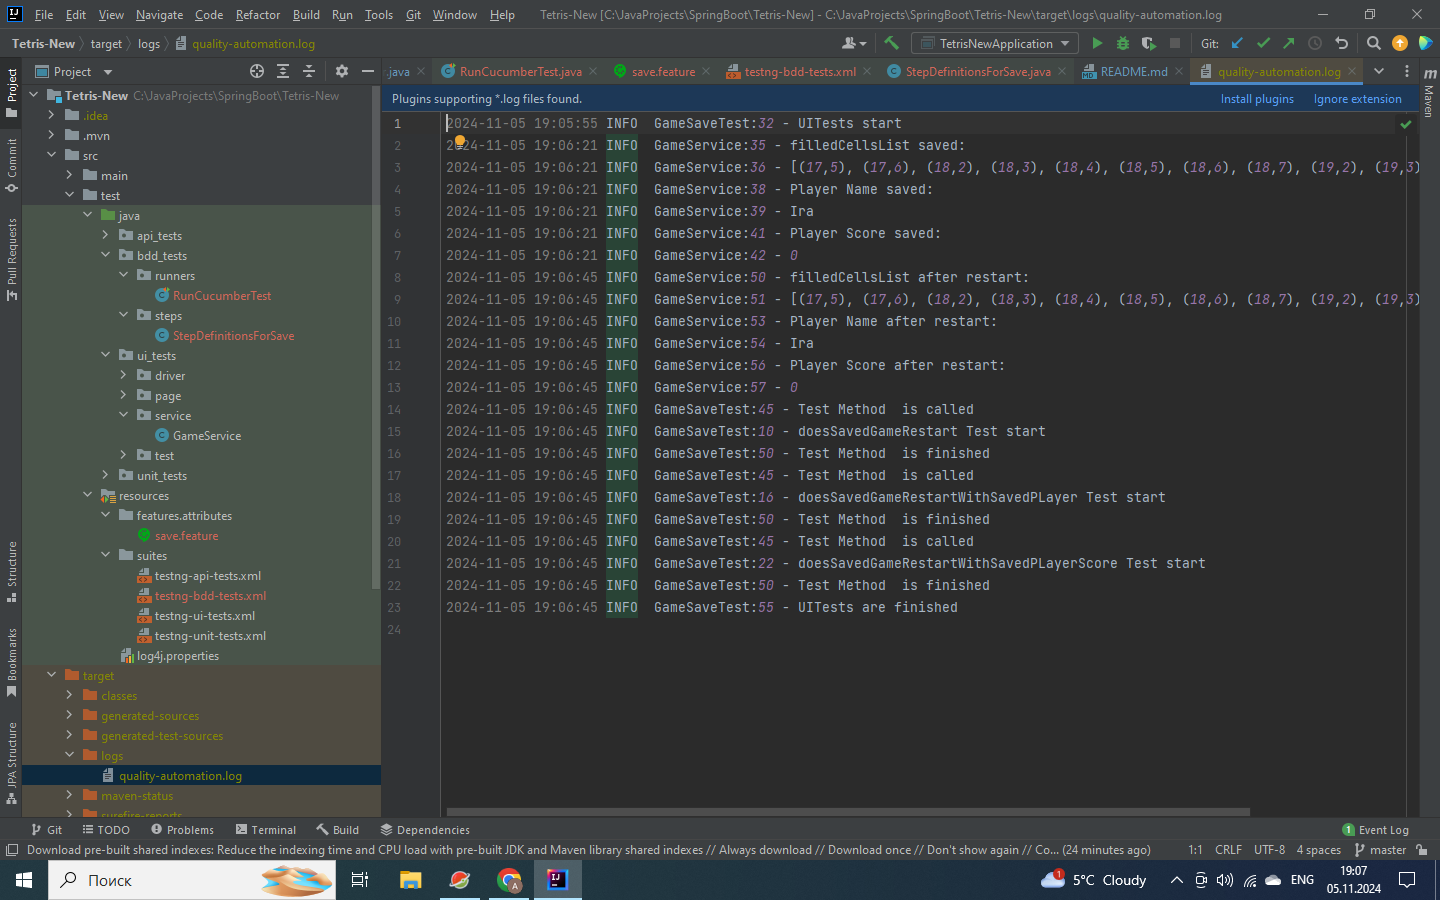 File Edit View Navigate Code Refactor Build Run Tools Git Window Help Tetris-New [C:\JavaProjects\SpringBoot\Tetris-New] - C:\JavaProjects\SpringBoot\Tetris-New\target\logs\quality-automation.log
Tetris-New target logs quality-automation.log TetrisNewApplication Git:
Project .java RunCucumberTest.java save.feature testng-bdd-tests.xml StepDefinitionsForSave.java README.md quality-automation.log
Plugins supporting *.log files found. Install plugins Ignore extension
Project
Commit
Pull Requests
Structure
Bookmarks
JPA Structure
Maven
Tetris-New C:\JavaProjects\SpringBoot\Tetris-New
.idea
.mvn
src
main
test
java
api_tests
bdd_tests
runners
RunCucumberTest
steps
StepDefinitionsForSave
ui_tests
driver
page
service
GameService
test
unit_tests
resources
features.attributes
save.feature
suites
testng-api-tests.xml
testng-bdd-tests.xml
testng-ui-tests.xml
testng-unit-tests.xml
log4j.properties
target
classes
generated-sources
generated-test-sources
logs
quality-automation.log
maven-status
surefire-reports
1 2024-11-05 19:05:55 INFO  GameSaveTest:32 - UITests start
2 2024-11-05 19:06:21 INFO  GameService:35 - filledCellsList saved:
3 2024-11-05 19:06:21 INFO  GameService:36 - [(17,5), (17,6), (18,2), (18,3), (18,4), (18,5), (18,6), (18,7), (19,2), (19,3)
4 2024-11-05 19:06:21 INFO  GameService:38 - Player Name saved:
5 2024-11-05 19:06:21 INFO  GameService:39 - Ira
6 2024-11-05 19:06:21 INFO  GameService:41 - Player Score saved:
7 2024-11-05 19:06:21 INFO  GameService:42 - 0
8 2024-11-05 19:06:45 INFO  GameService:50 - filledCellsList after restart:
9 2024-11-05 19:06:45 INFO  GameService:51 - [(17,5), (17,6), (18,2), (18,3), (18,4), (18,5), (18,6), (18,7), (19,2), (19,3)
10 2024-11-05 19:06:45 INFO  GameService:53 - Player Name after restart:
11 2024-11-05 19:06:45 INFO  GameService:54 - Ira
12 2024-11-05 19:06:45 INFO  GameService:56 - Player Score after restart:
13 2024-11-05 19:06:45 INFO  GameService:57 - 0
14 2024-11-05 19:06:45 INFO  GameSaveTest:45 - Test Method  is called
15 2024-11-05 19:06:45 INFO  GameSaveTest:10 - doesSavedGameRestart Test start
16 2024-11-05 19:06:45 INFO  GameSaveTest:50 - Test Method  is finished
17 2024-11-05 19:06:45 INFO  GameSaveTest:45 - Test Method  is called
18 2024-11-05 19:06:45 INFO  GameSaveTest:16 - doesSavedGameRestartWithSavedPLayer Test start
19 2024-11-05 19:06:45 INFO  GameSaveTest:50 - Test Method  is finished
20 2024-11-05 19:06:45 INFO  GameSaveTest:45 - Test Method  is called
21 2024-11-05 19:06:45 INFO  GameSaveTest:22 - doesSavedGameRestartWithSavedPLayerScore Test start
22 2024-11-05 19:06:45 INFO  GameSaveTest:50 - Test Method  is finished
23 2024-11-05 19:06:45 INFO  GameSaveTest:55 - UITests are finished
24
Git TODO Problems Terminal Build Dependencies 1 Event Log
Download pre-built shared indexes: Reduce the indexing time and CPU load with pre-built JDK and Maven library shared indexes // Always download // Download once // Don't show again // Co... (24 minutes ago) 1:1 CRLF UTF-8 4 spaces master
Поиск 1 5°C Cloudy ENG 19:07
05.11.2024